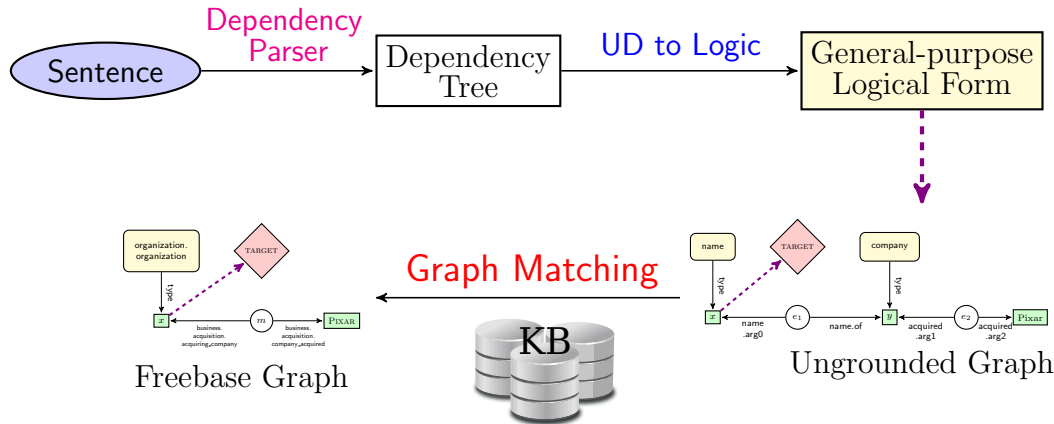 Dependency
Parser
Sentence
Dependency
Tree
UD to Logic
General-purpose
Logical Form
organization.
organization
TARGET
type
x
business.
acquisition.
acquiring_company
m
business.
acquisition.
company_acquired
PIXAR
Freebase Graph
Graph Matching
KB
name
TARGET
company
type
type
x
name
.arg0
e1
name.of
y
acquired
.arg1
e2
acquired
.arg2
Pixar
Ungrounded Graph